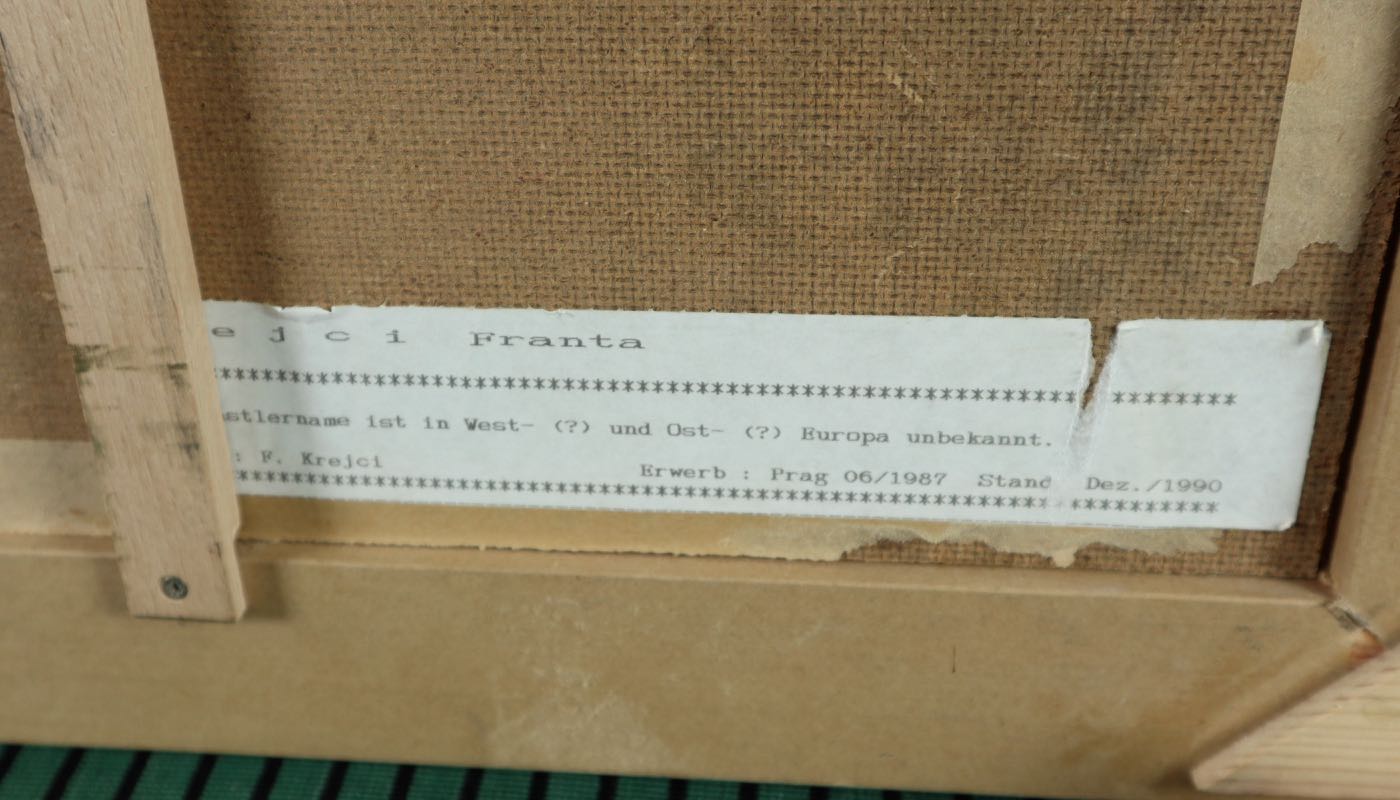 e j c i Franta
*************************************************************************
stlername ist in West- (?) und Ost- (?) Europa unbekannt.
: F. Krejci Erwerb : Prag 06/1987 Stand Dez./1990
*************************************************************************